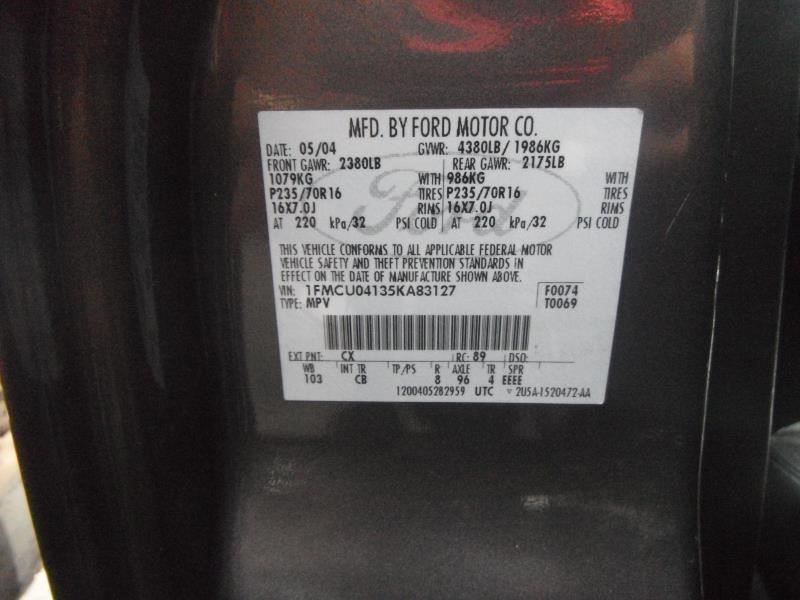 MFD. BY FORD MOTOR CO.
DATE: 05/04 GVWR: 4380LB/1986KG
FRONT GAWR: 2380LB REAR GAWR: 2175LB
1079KG WITH 986KG WITH
P235/70R16 TIRES P235/70R16 TIRES
16X7.0J RIMS 16X7.0J RIMS
AT 220 kPa/32 PSI COLD AT 220 kPa/32 PSI COLD
Ford
THIS VEHICLE CONFORMS TO ALL APPLICABLE FEDERAL MOTOR
VEHICLE SAFETY AND THEFT PREVENTION STANDARDS IN
EFFECT ON THE DATE OF MANUFACTURE SHOWN ABOVE.
VIN: 1FMCU04135KA83127 F0074
TYPE: MPV T0069
EXT PNT: CX RC: 89 DSO:
WB INT TR TP/PS R AXLE TR SPR
103 CB 8 96 4 EEEE
1200405282959 UTC 2U5A-1520472-AA